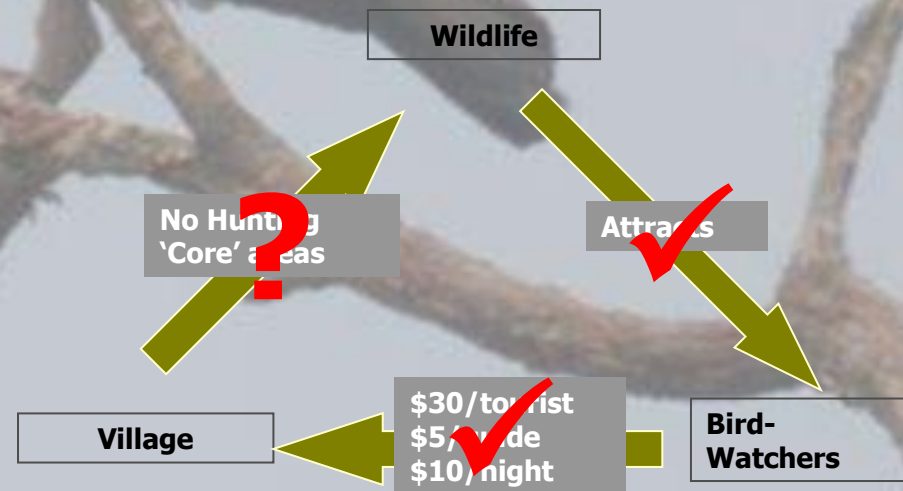 Wildlife
No Hunting
‘Core’ areas
Attracts
$30/tourist
$5/guide
$10/night
Village
Bird-
Watchers
?